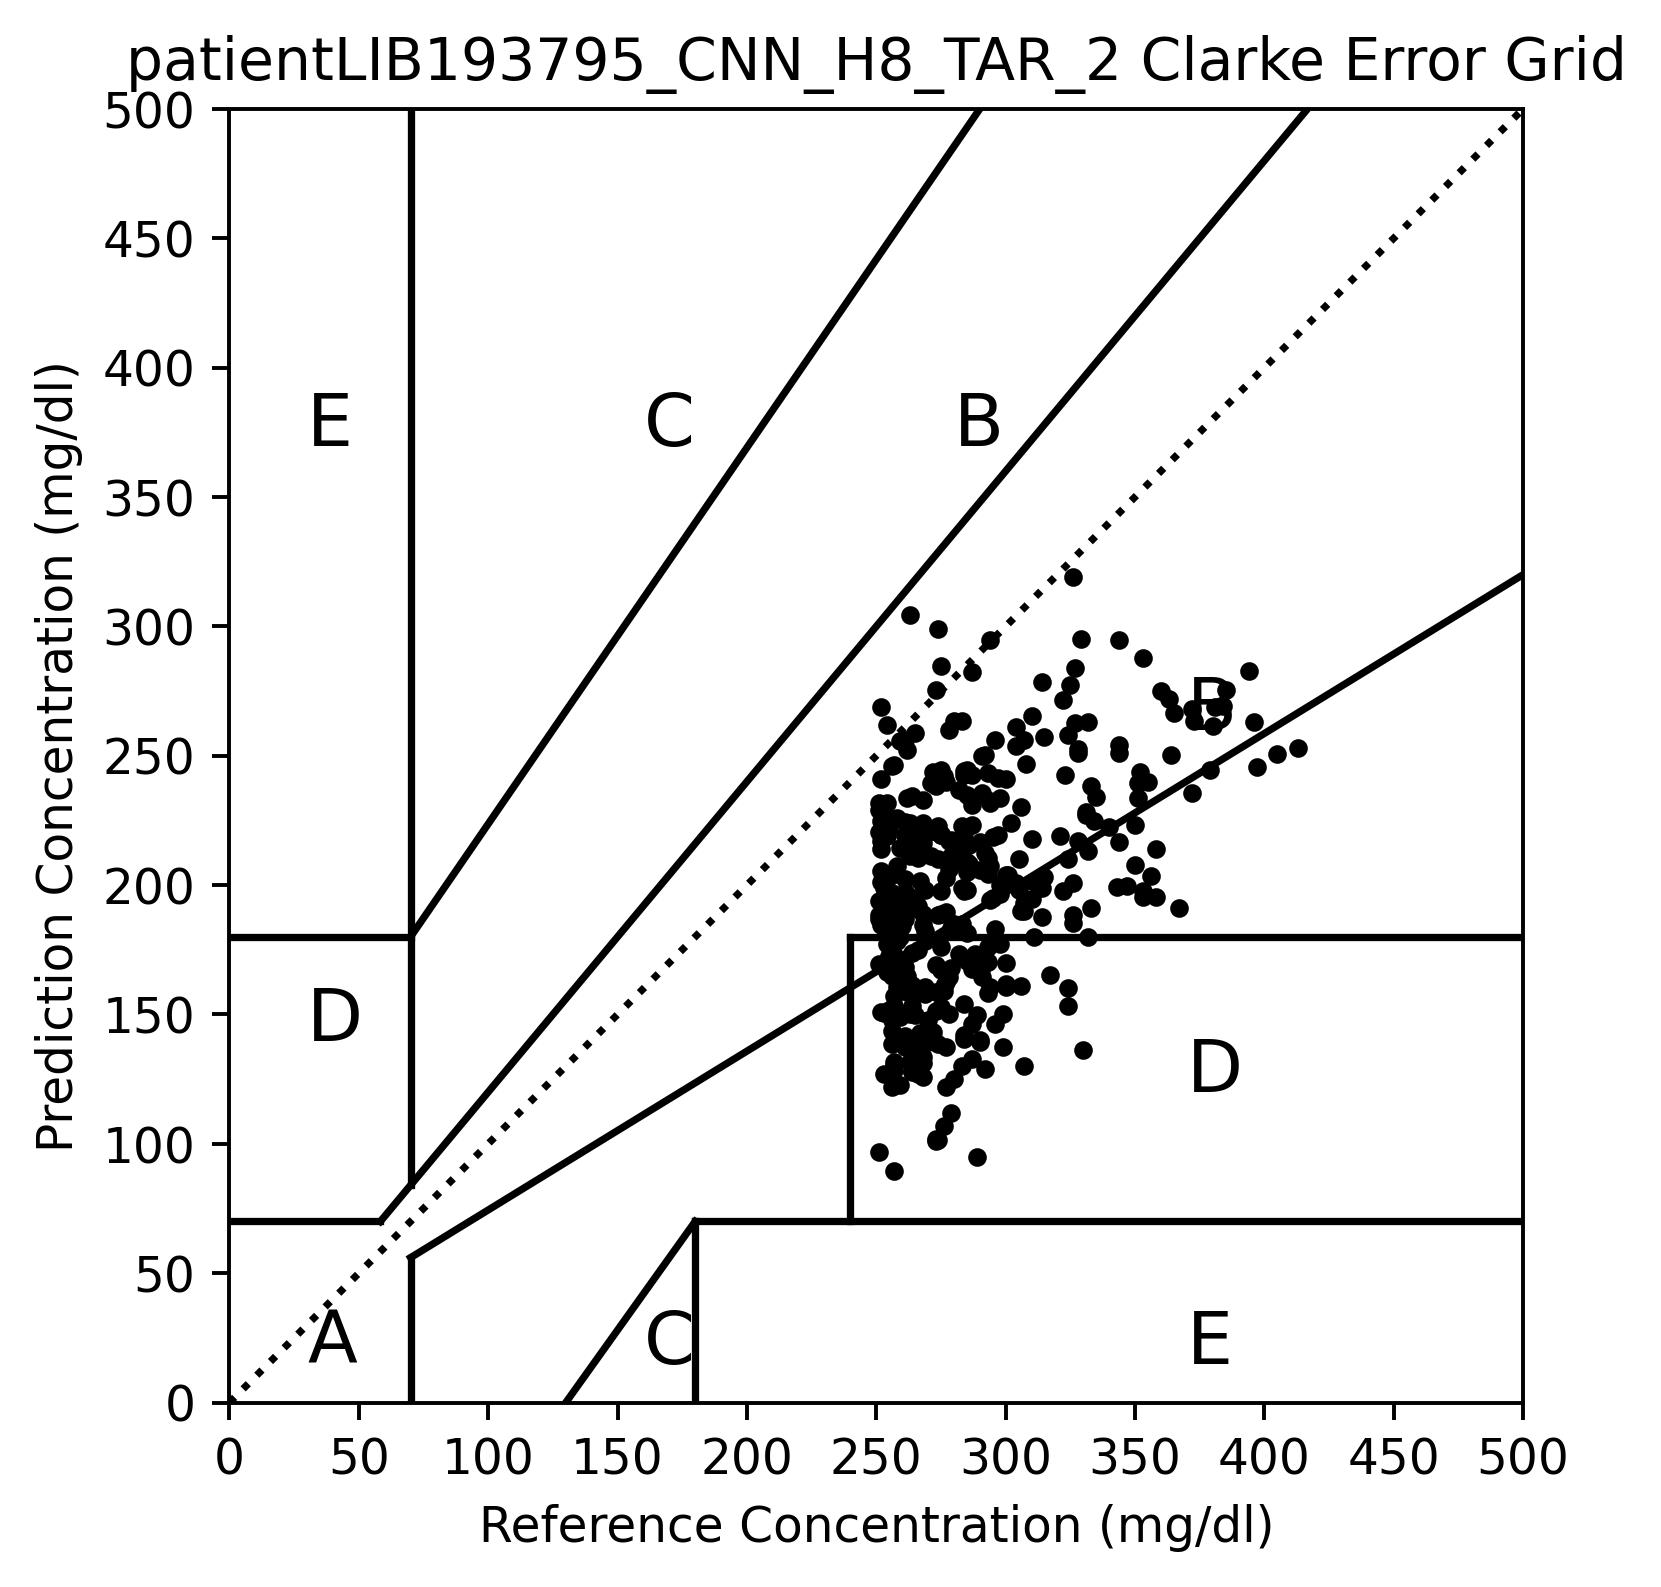 patientLIB193795_CNN_H8_TAR_2 Clarke Error Grid
500
450
400
350
300
250
200
150
100
50
0
Prediction Concentration (mg/dl)
E
C
B
B
D
D
A
C
E
0 50 100 150 200 250 300 350 400 450 500
Reference Concentration (mg/dl)